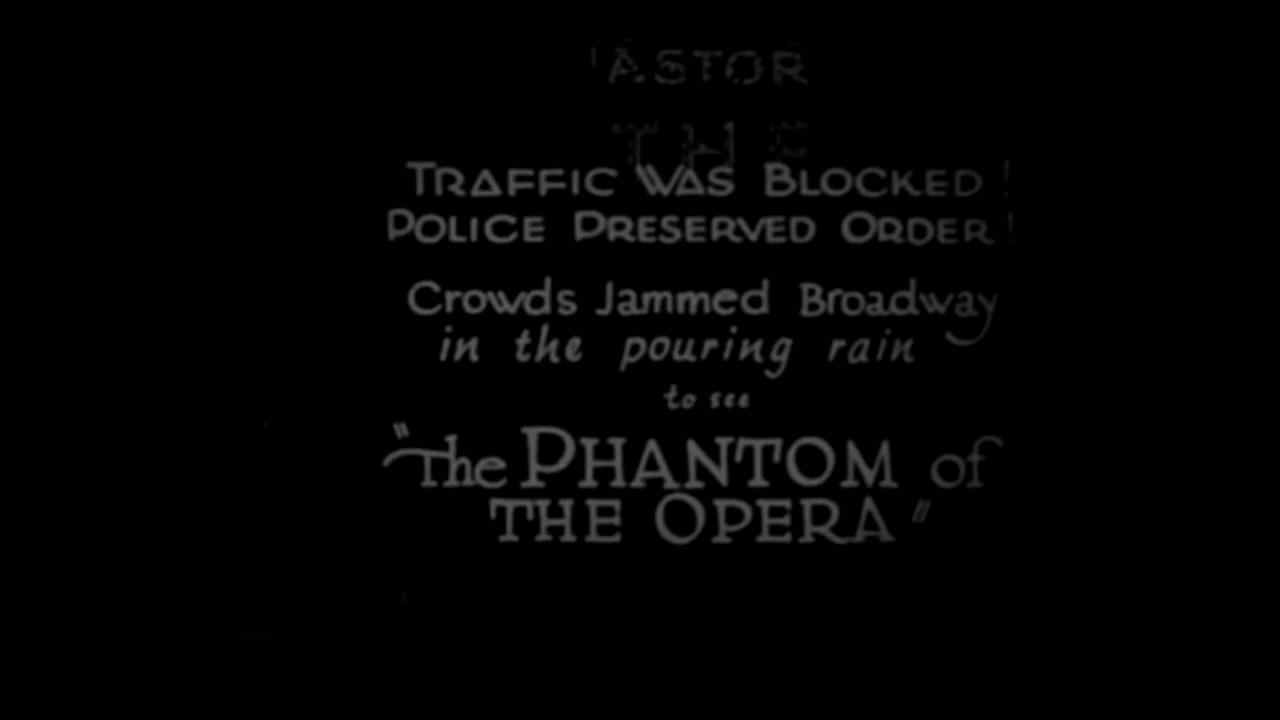 ASTOR
THE
TRAFFIC WAS BLOCKED!
POLICE PRESERVED ORDER!
Crowds Jammed Broadway
in the pouring rain
to see
"The PHANTOM of
THE OPERA"